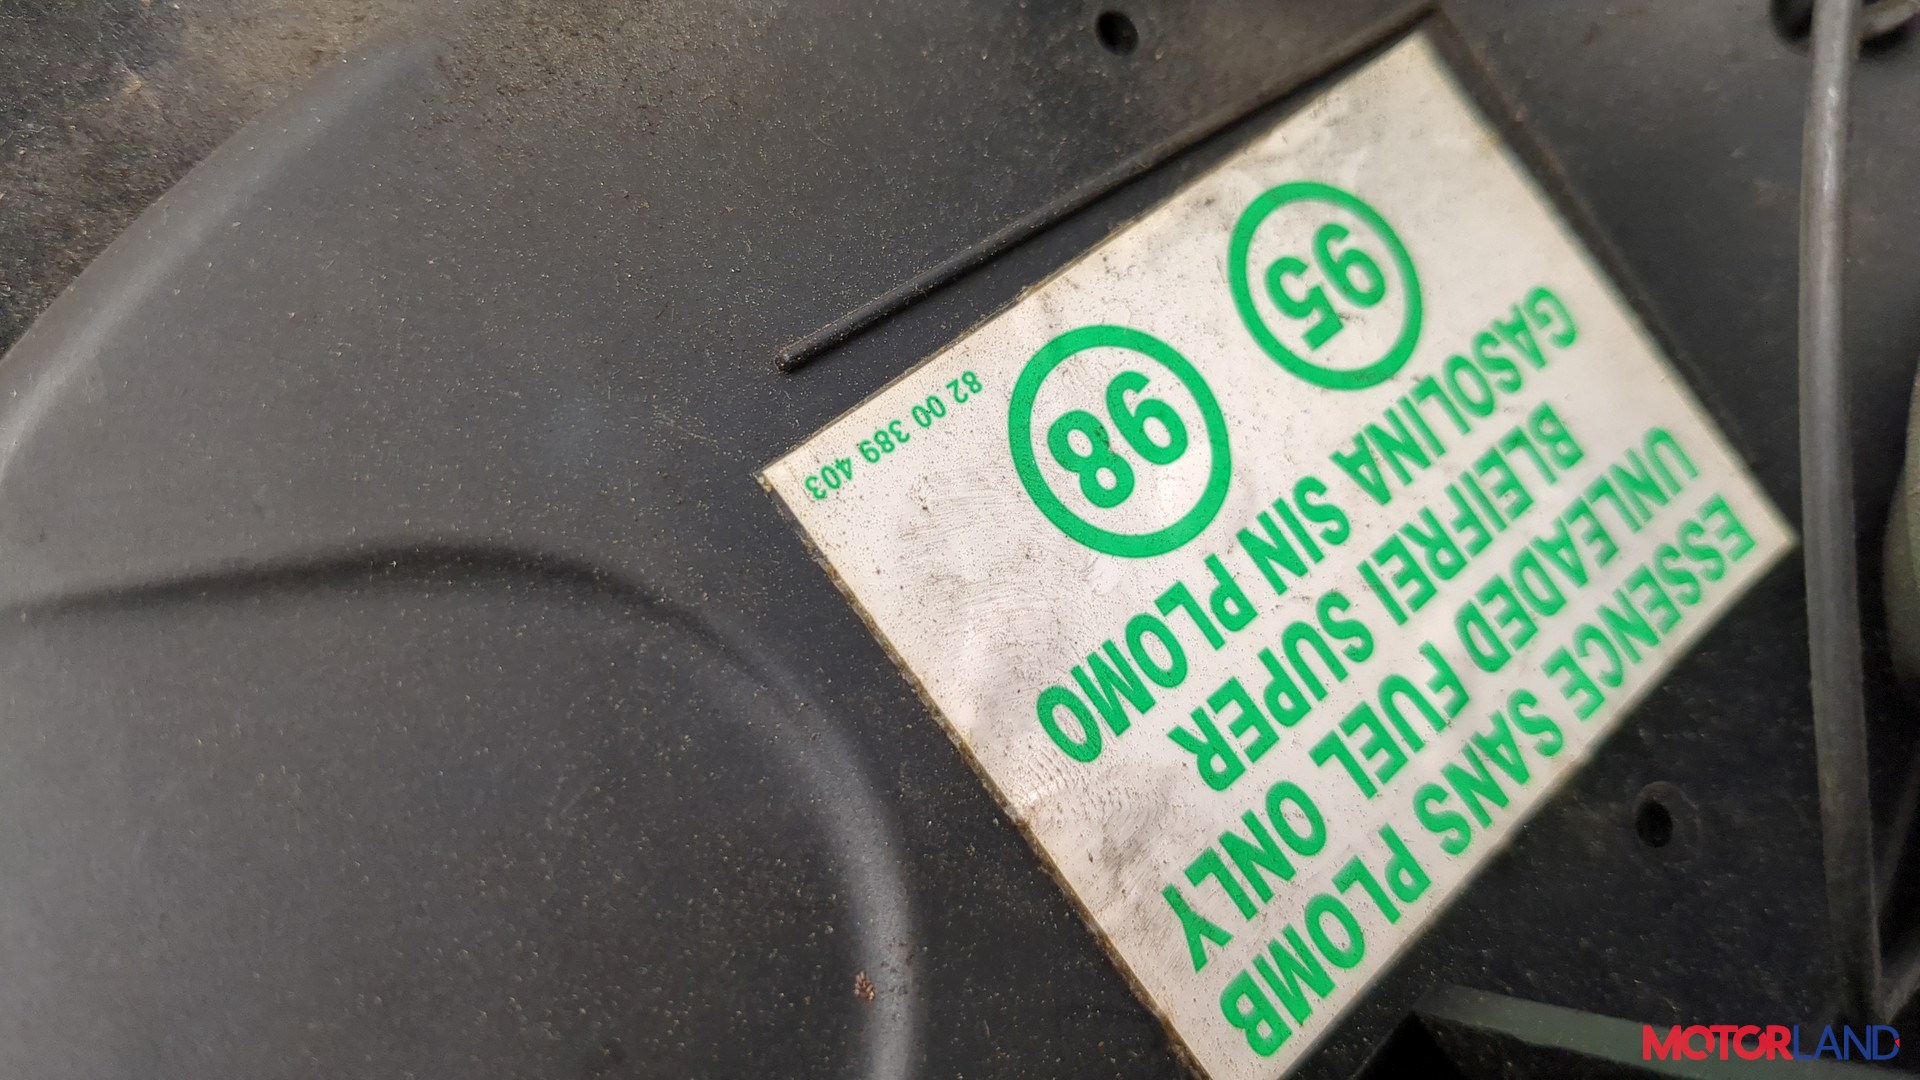 ESSENCE SANS PLOMB
UNLEADED FUEL ONLY
BLEIFREI SUPER
GASOLINA SIN PLOMO
95 98
82 00 389 403
MOTORLAND